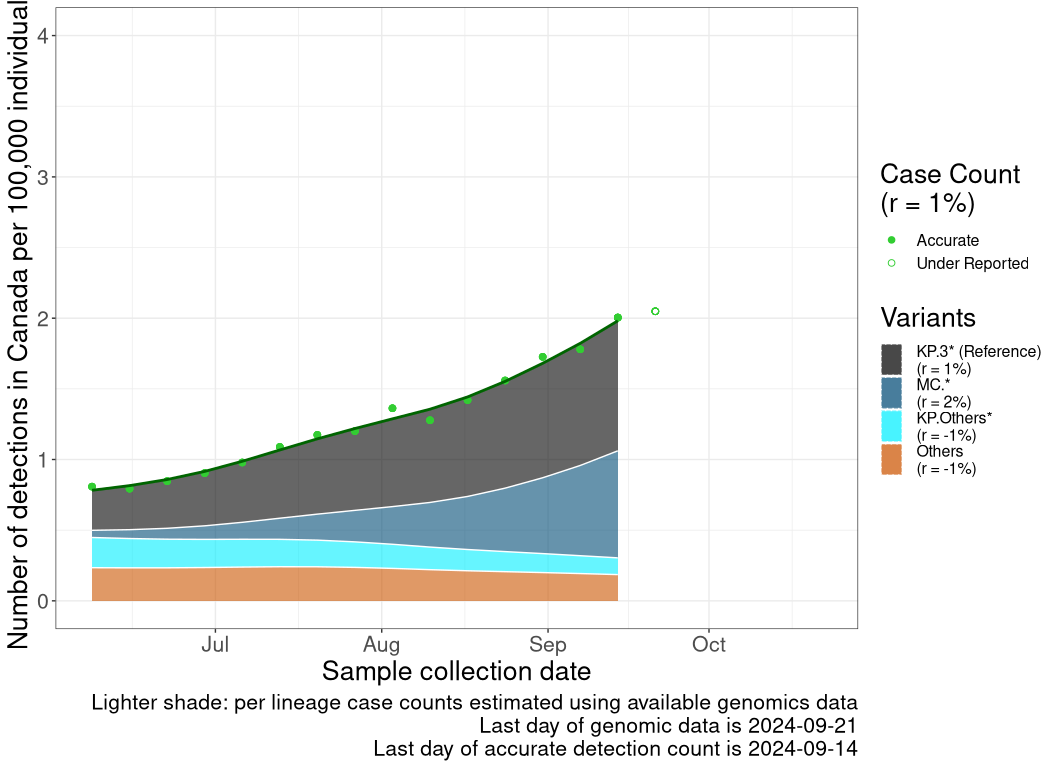 Number of detections in Canada per 100,000 individual
4
3
2
1
0
Jul
Aug
Sep
Oct
Sample collection date
Case Count
(r = 1%)
Accurate
Under Reported
Variants
KP.3* (Reference)
(r = 1%)
MC.*
(r = 2%)
KP.Others*
(r = -1%)
Others
(r = -1%)
Lighter shade: per lineage case counts estimated using available genomics data
Last day of genomic data is 2024-09-21
Last day of accurate detection count is 2024-09-14